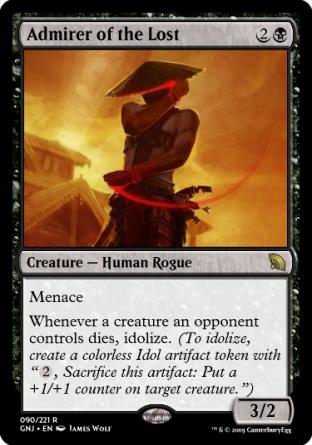 Admirer of the Lost 2
Creature — Human Rogue
Menace
Whenever a creature an opponent
controls dies, idolize. (To idolize,
create a colorless Idol artifact token with
“2, Sacrifice this artifact: Put a
+1/+1 counter on target creature.”)
3/2
090/221 R
GNJ • EN JAMES WOLF
™ & © 2019 CanterburyEgg